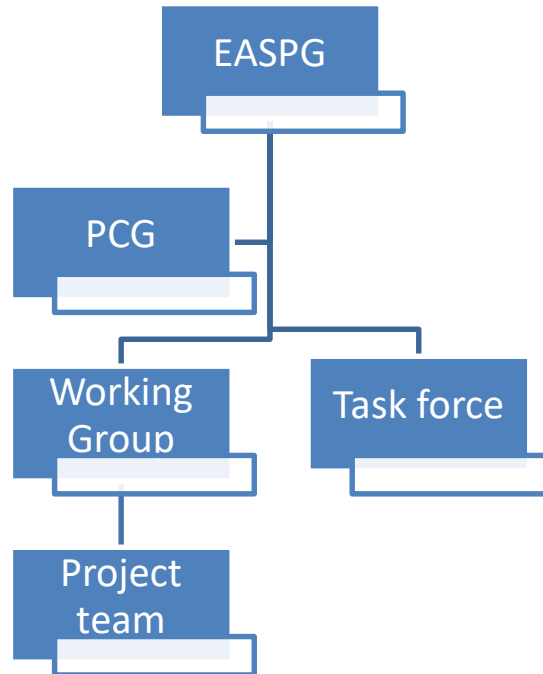 EASPG
PCG
Working
Group
Task force
Project
team